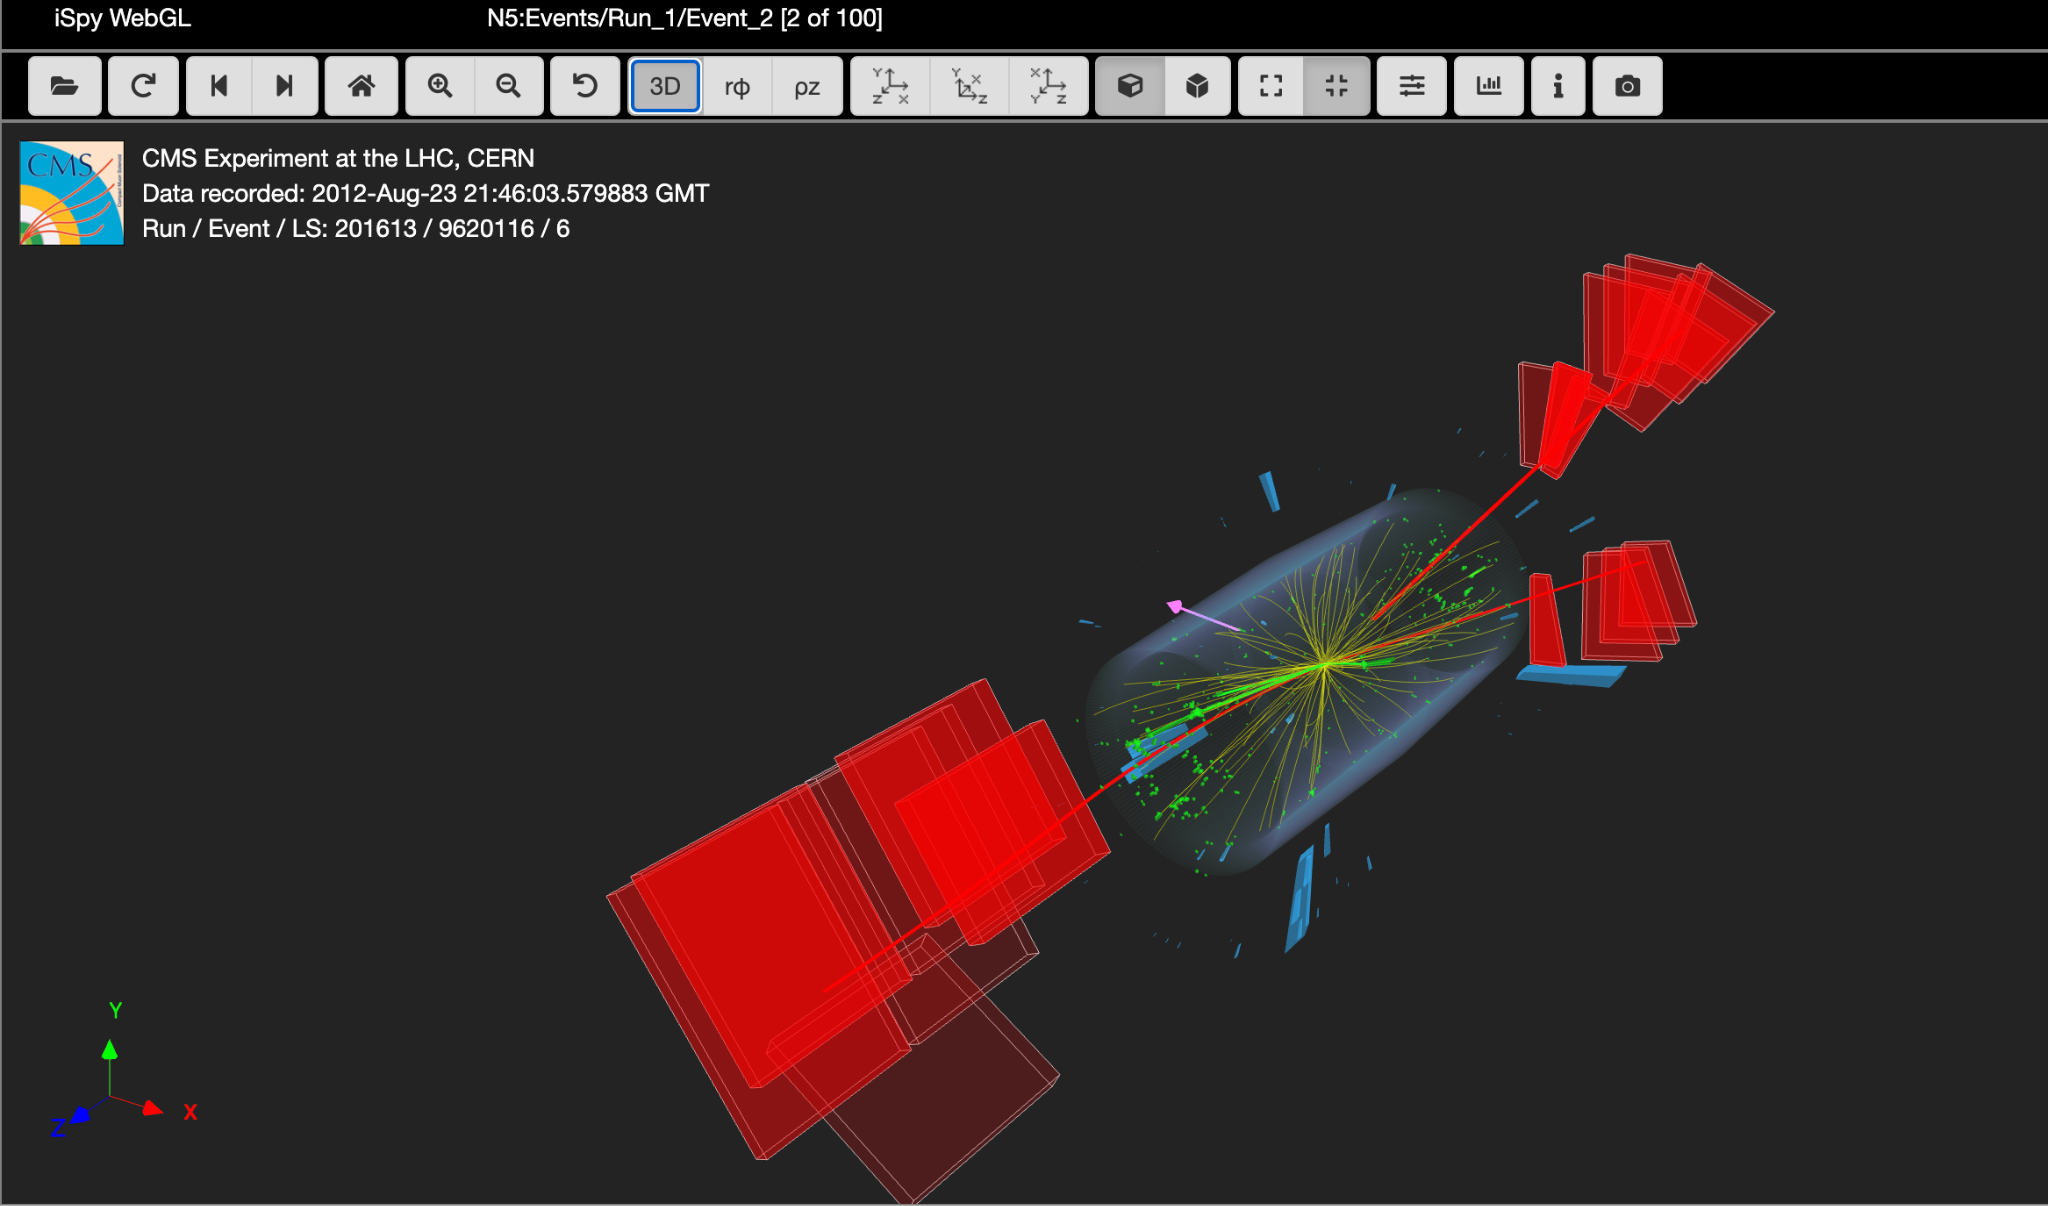 iSpy WebGL
N5:Events/Run_1/Event_2 [2 of 100]
3D
rϕ
ρz
Y
Z X
Y X
Z
X
Y Z
CMS
CMS Experiment at the LHC, CERN
Data recorded: 2012-Aug-23 21:46:03.579883 GMT
Run / Event / LS: 201613 / 9620116 / 6
Y
X
Z